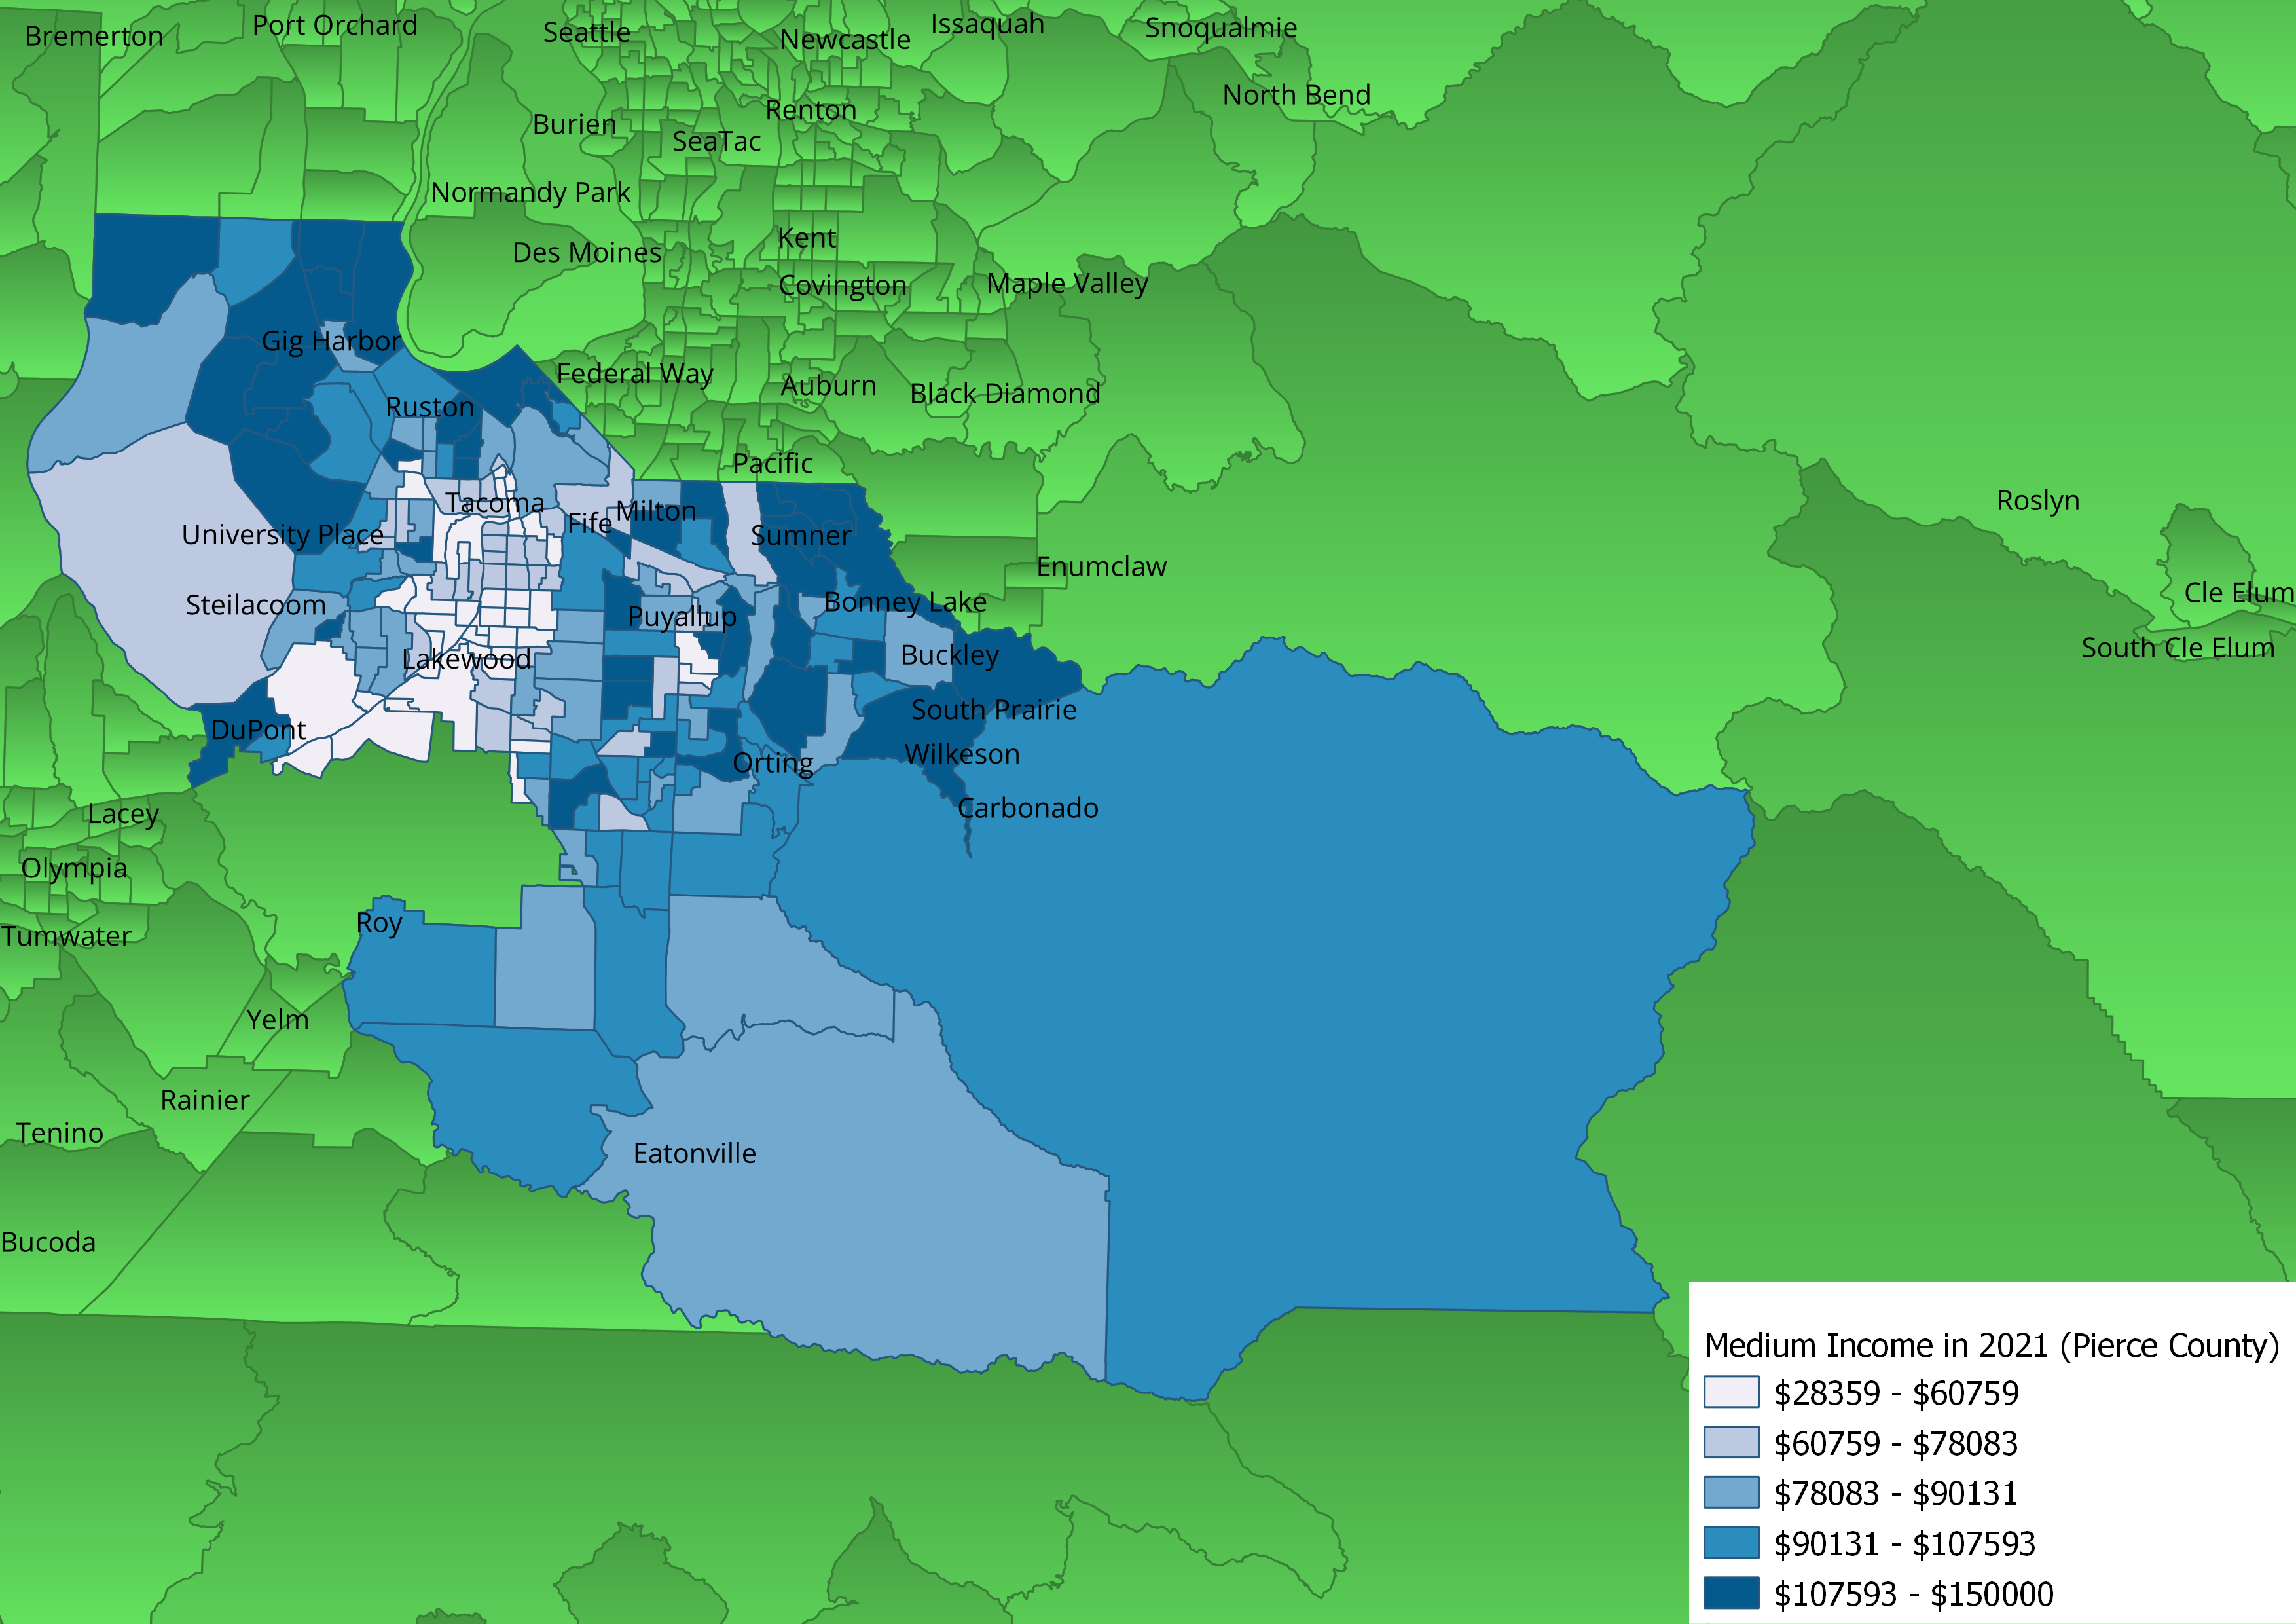 Bremerton
Port Orchard
Seattle
Newcastle
Issaquah
Snoqualmie
North Bend
Renton
Burien
SeaTac
Normandy Park
Des Moines
Kent
Covington
Maple Valley
Gig Harbor
Federal Way
Auburn
Black Diamond
Ruston
Pacific
Tacoma
Fife
Milton
Roslyn
University Place
Sumner
Enumclaw
Cle Elum
Steilacoom
Bonney Lake
Puyallup
South Cle Elum
Lakewood
Buckley
South Prairie
DuPont
Wilkeson
Orting
Carbonado
Lacey
Olympia
Roy
Tumwater
Yelm
Rainier
Tenino
Eatonville
Bucoda
Medium Income in 2021 (Pierce County)
$28359 - $60759
$60759 - $78083
$78083 - $90131
$90131 - $107593
$107593 - $150000